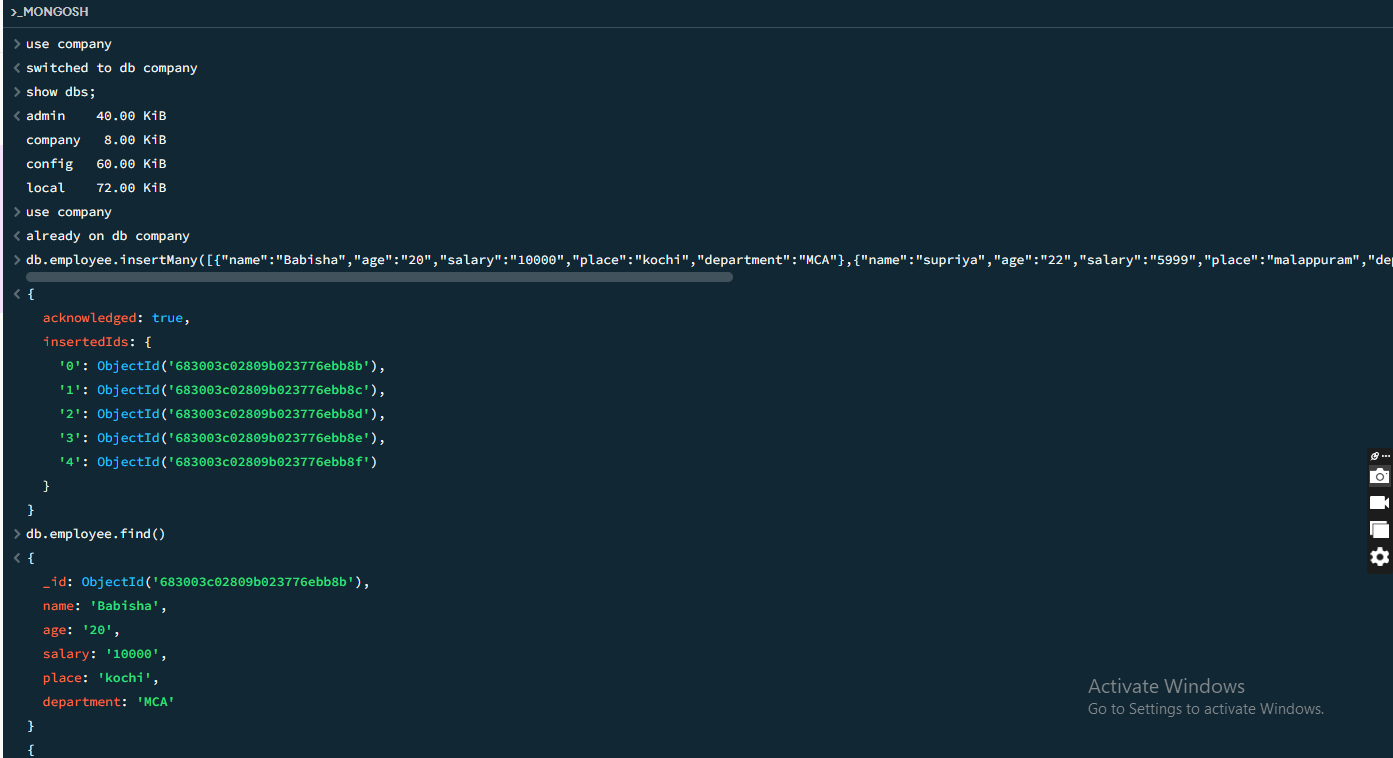 >_MONGOSH
> use company
< switched to db company
> show dbs;
< admin    40.00 KiB
company   8.00 KiB
config   60.00 KiB
local    72.00 KiB
> use company
< already on db company
> db.employee.insertMany([{"name":"Babisha","age":"20","salary":"10000","place":"kochi","department":"MCA"},{"name":"supriya","age":"22","salary":"5999","place":"malappuram","de
< {
acknowledged: true,
insertedIds: {
'0': ObjectId('683003c02809b023776ebb8b'),
'1': ObjectId('683003c02809b023776ebb8c'),
'2': ObjectId('683003c02809b023776ebb8d'),
'3': ObjectId('683003c02809b023776ebb8e'),
'4': ObjectId('683003c02809b023776ebb8f')
}
}
> db.employee.find()
< {
_id: ObjectId('683003c02809b023776ebb8b'),
name: 'Babisha',
age: '20',
salary: '10000',
place: 'kochi',
department: 'MCA'
}
{
Activate Windows
Go to Settings to activate Windows.